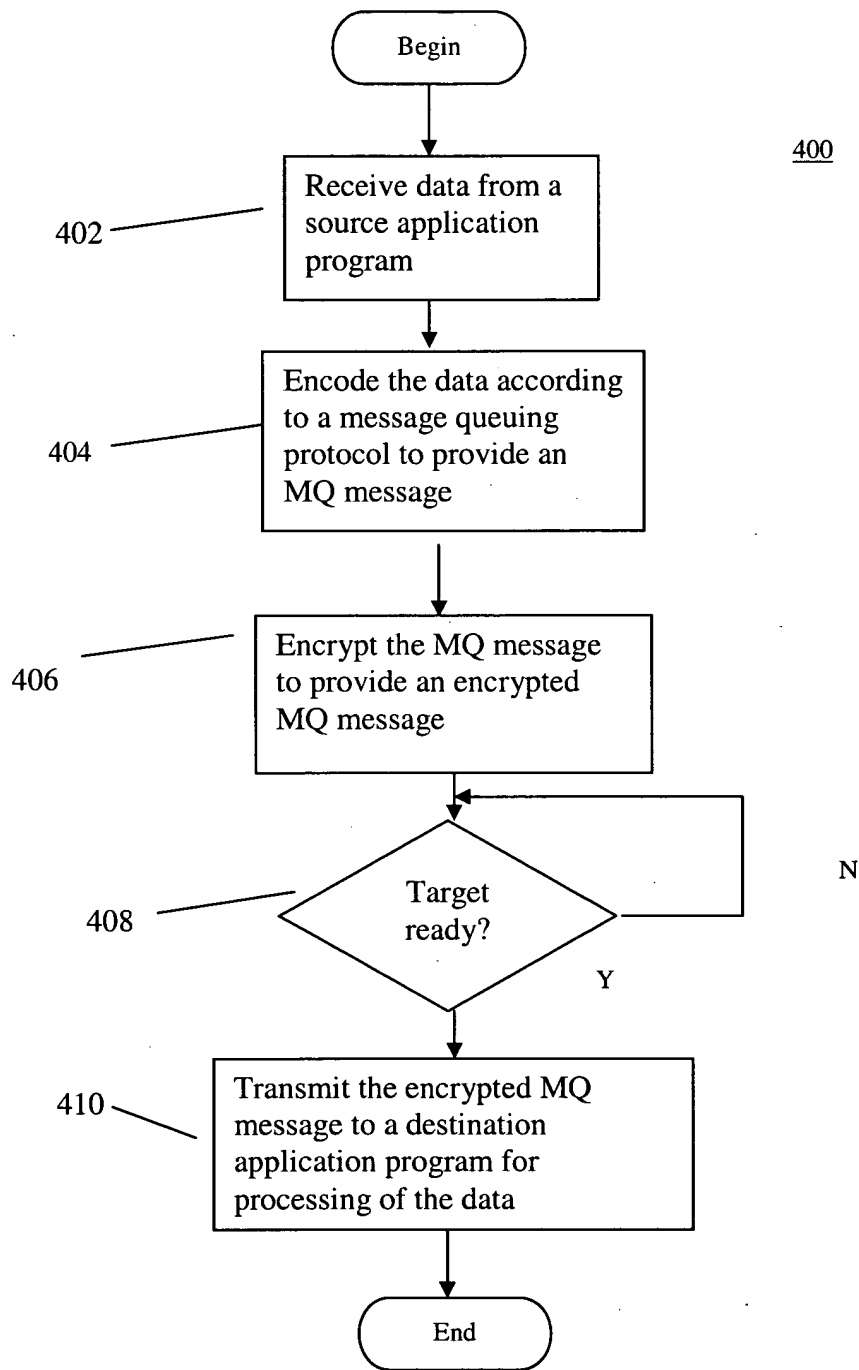 Begin
400
Receive data from a
source application
program
402
Encode the data according
to a message queuing
protocol to provide an
MQ message
404
Encrypt the MQ message
to provide an encrypted
MQ message
406
N
Target
ready?
408
Y
Transmit the encrypted MQ
message to a destination
application program for
processing of the data
410
End